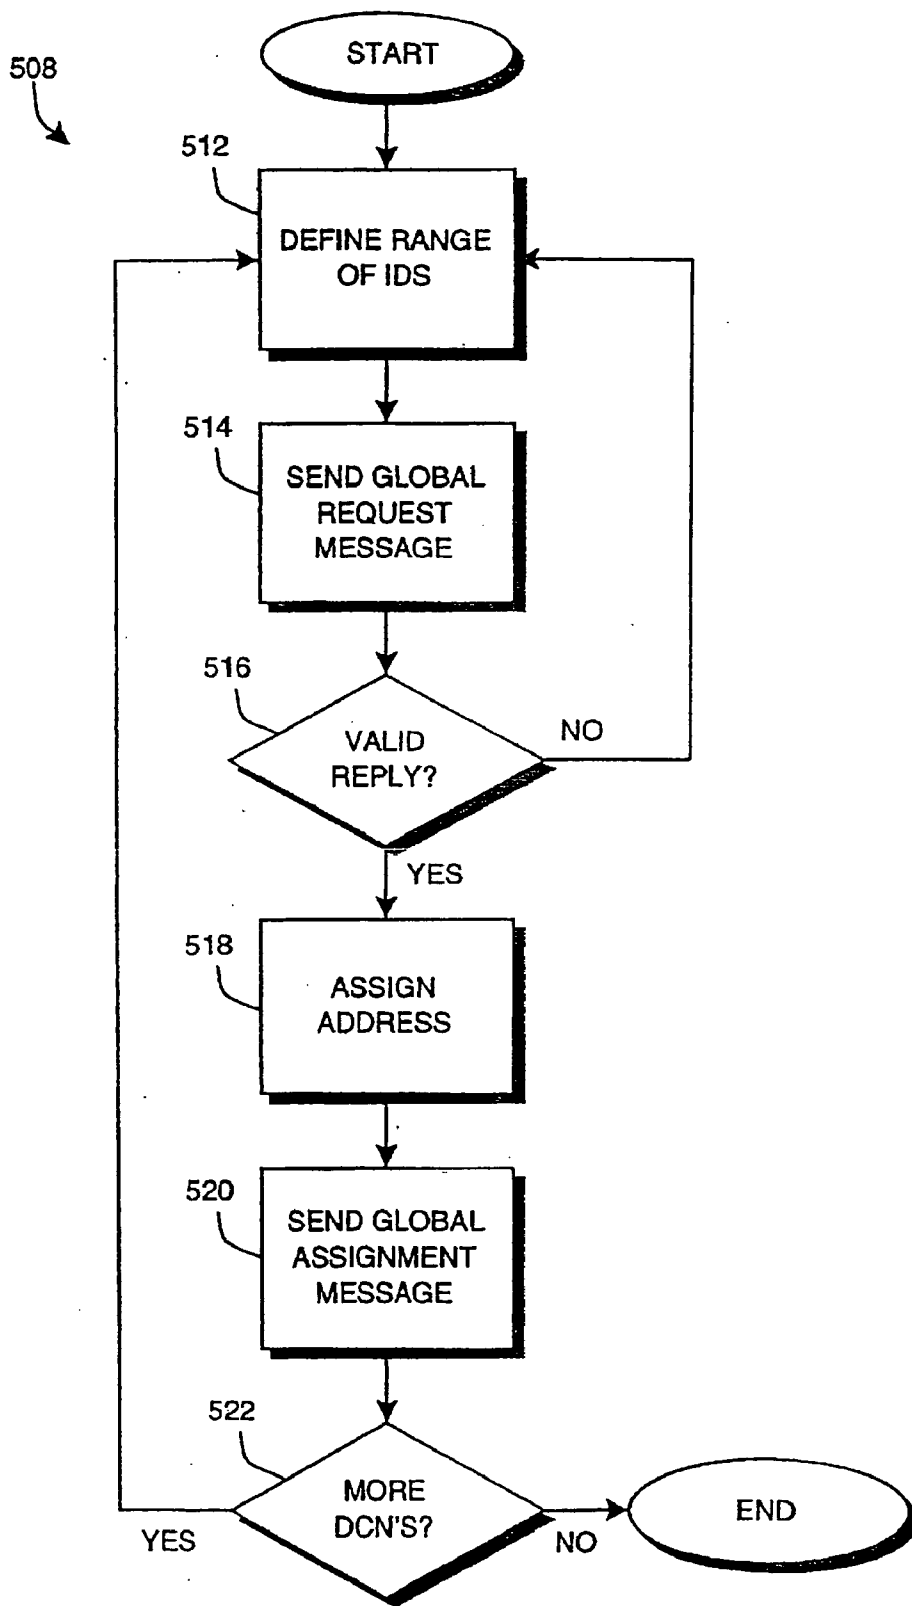 START
508
512
DEFINE RANGE
OF IDS
514
SEND GLOBAL
REQUEST
MESSAGE
516
VALID
REPLY?
NO
YES
518
ASSIGN
ADDRESS
520
SEND GLOBAL
ASSIGNMENT
MESSAGE
522
MORE
DCN'S?
YES
NO
END